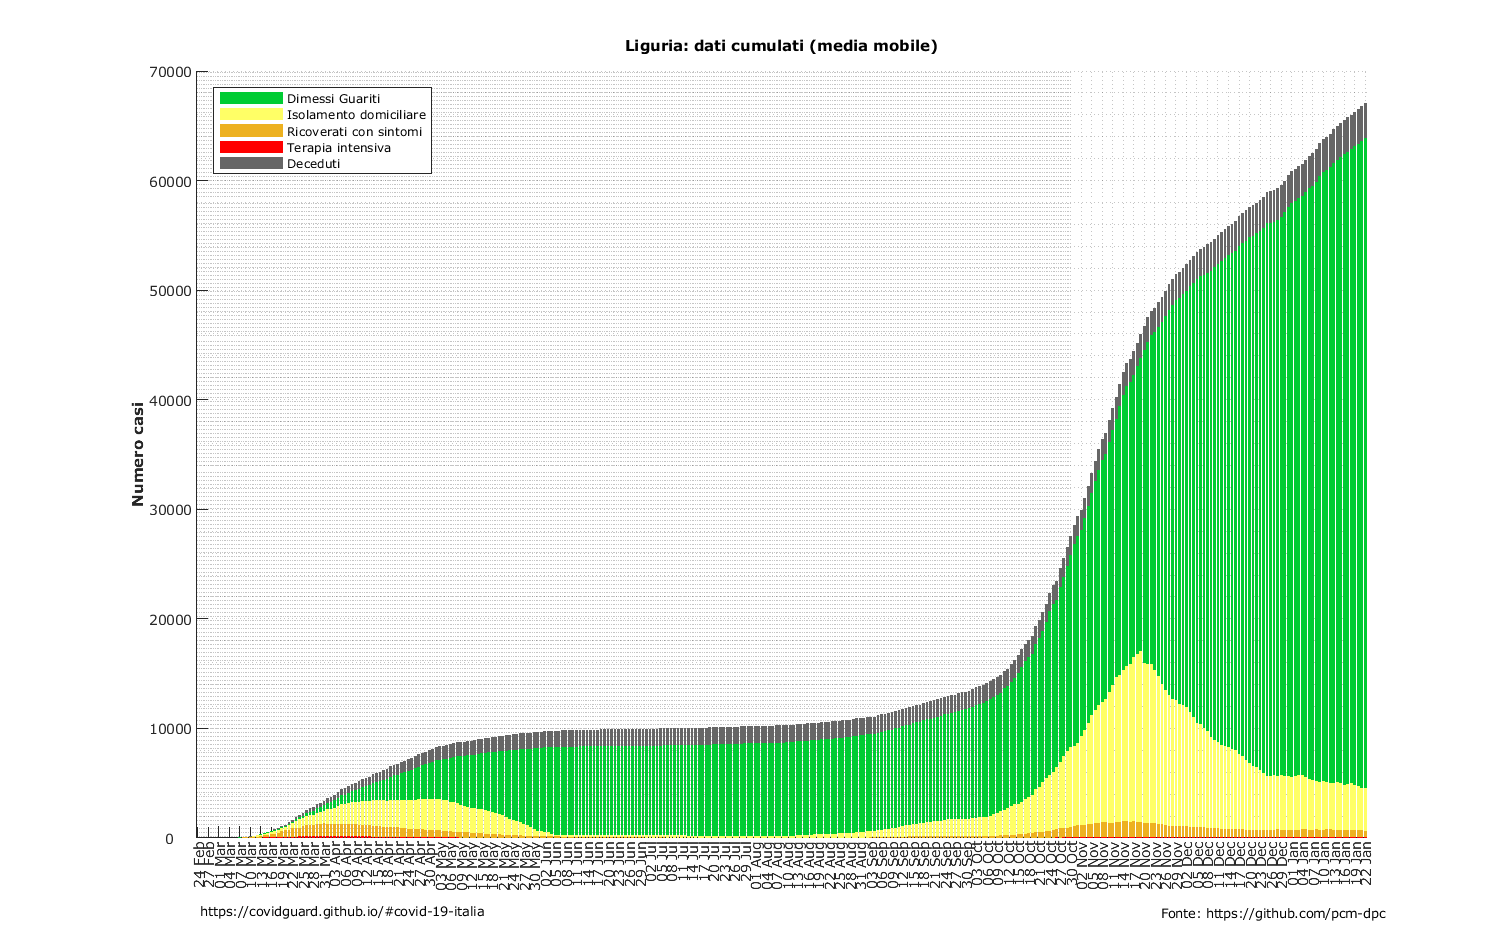 Liguria: dati cumulati (media mobile)
70000
60000
50000
40000
30000
20000
10000
0
Numero casi
Dimessi Guariti
Isolamento domiciliare
Ricoverati con sintomi
Terapia intensiva
Deceduti
24 Feb
27 Feb
01 Mar
04 Mar
07 Mar
10 Mar
13 Mar
16 Mar
19 Mar
22 Mar
25 Mar
28 Mar
31 Mar
03 Apr
06 Apr
09 Apr
12 Apr
15 Apr
18 Apr
21 Apr
24 Apr
27 Apr
30 Apr
03 May
06 May
09 May
12 May
15 May
18 May
21 May
24 May
27 May
30 May
02 Jun
05 Jun
08 Jun
11 Jun
14 Jun
17 Jun
20 Jun
23 Jun
26 Jun
29 Jun
02 Jul
05 Jul
08 Jul
11 Jul
14 Jul
17 Jul
20 Jul
23 Jul
26 Jul
29 Jul
01 Aug
04 Aug
07 Aug
10 Aug
13 Aug
16 Aug
19 Aug
22 Aug
25 Aug
28 Aug
31 Aug
03 Sep
06 Sep
09 Sep
12 Sep
15 Sep
18 Sep
21 Sep
24 Sep
27 Sep
30 Sep
03 Oct
06 Oct
09 Oct
12 Oct
15 Oct
18 Oct
21 Oct
24 Oct
27 Oct
30 Oct
02 Nov
05 Nov
08 Nov
11 Nov
14 Nov
17 Nov
20 Nov
23 Nov
26 Nov
29 Nov
02 Dec
05 Dec
08 Dec
11 Dec
14 Dec
17 Dec
20 Dec
23 Dec
26 Dec
29 Dec
01 Jan
04 Jan
07 Jan
10 Jan
13 Jan
16 Jan
19 Jan
22 Jan
https://covidguard.github.io/#covid-19-italia
Fonte: https://github.com/pcm-dpc